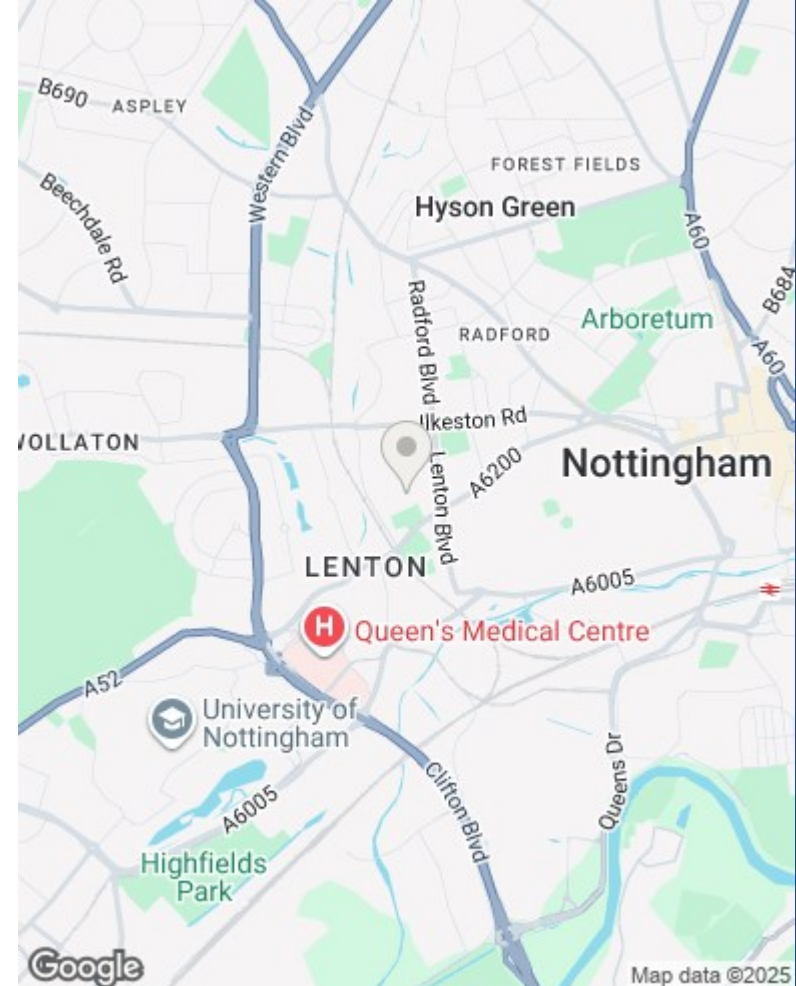 B690
ASPLEY
Western Blvd
FOREST FIELDS
Beechdale Rd
Hyson Green
A60
B684
Radford Blvd
RADFORD
Arboretum
A60
Ilkeston Rd
WOLLATON
Lenton Blvd
A6200
Nottingham
LENTON
A6005
H
Queen's Medical Centre
A52
University of
Nottingham
Queens Dr
Clifton Blvd
A6005
Highfields
Park
Google
Map data ©2025